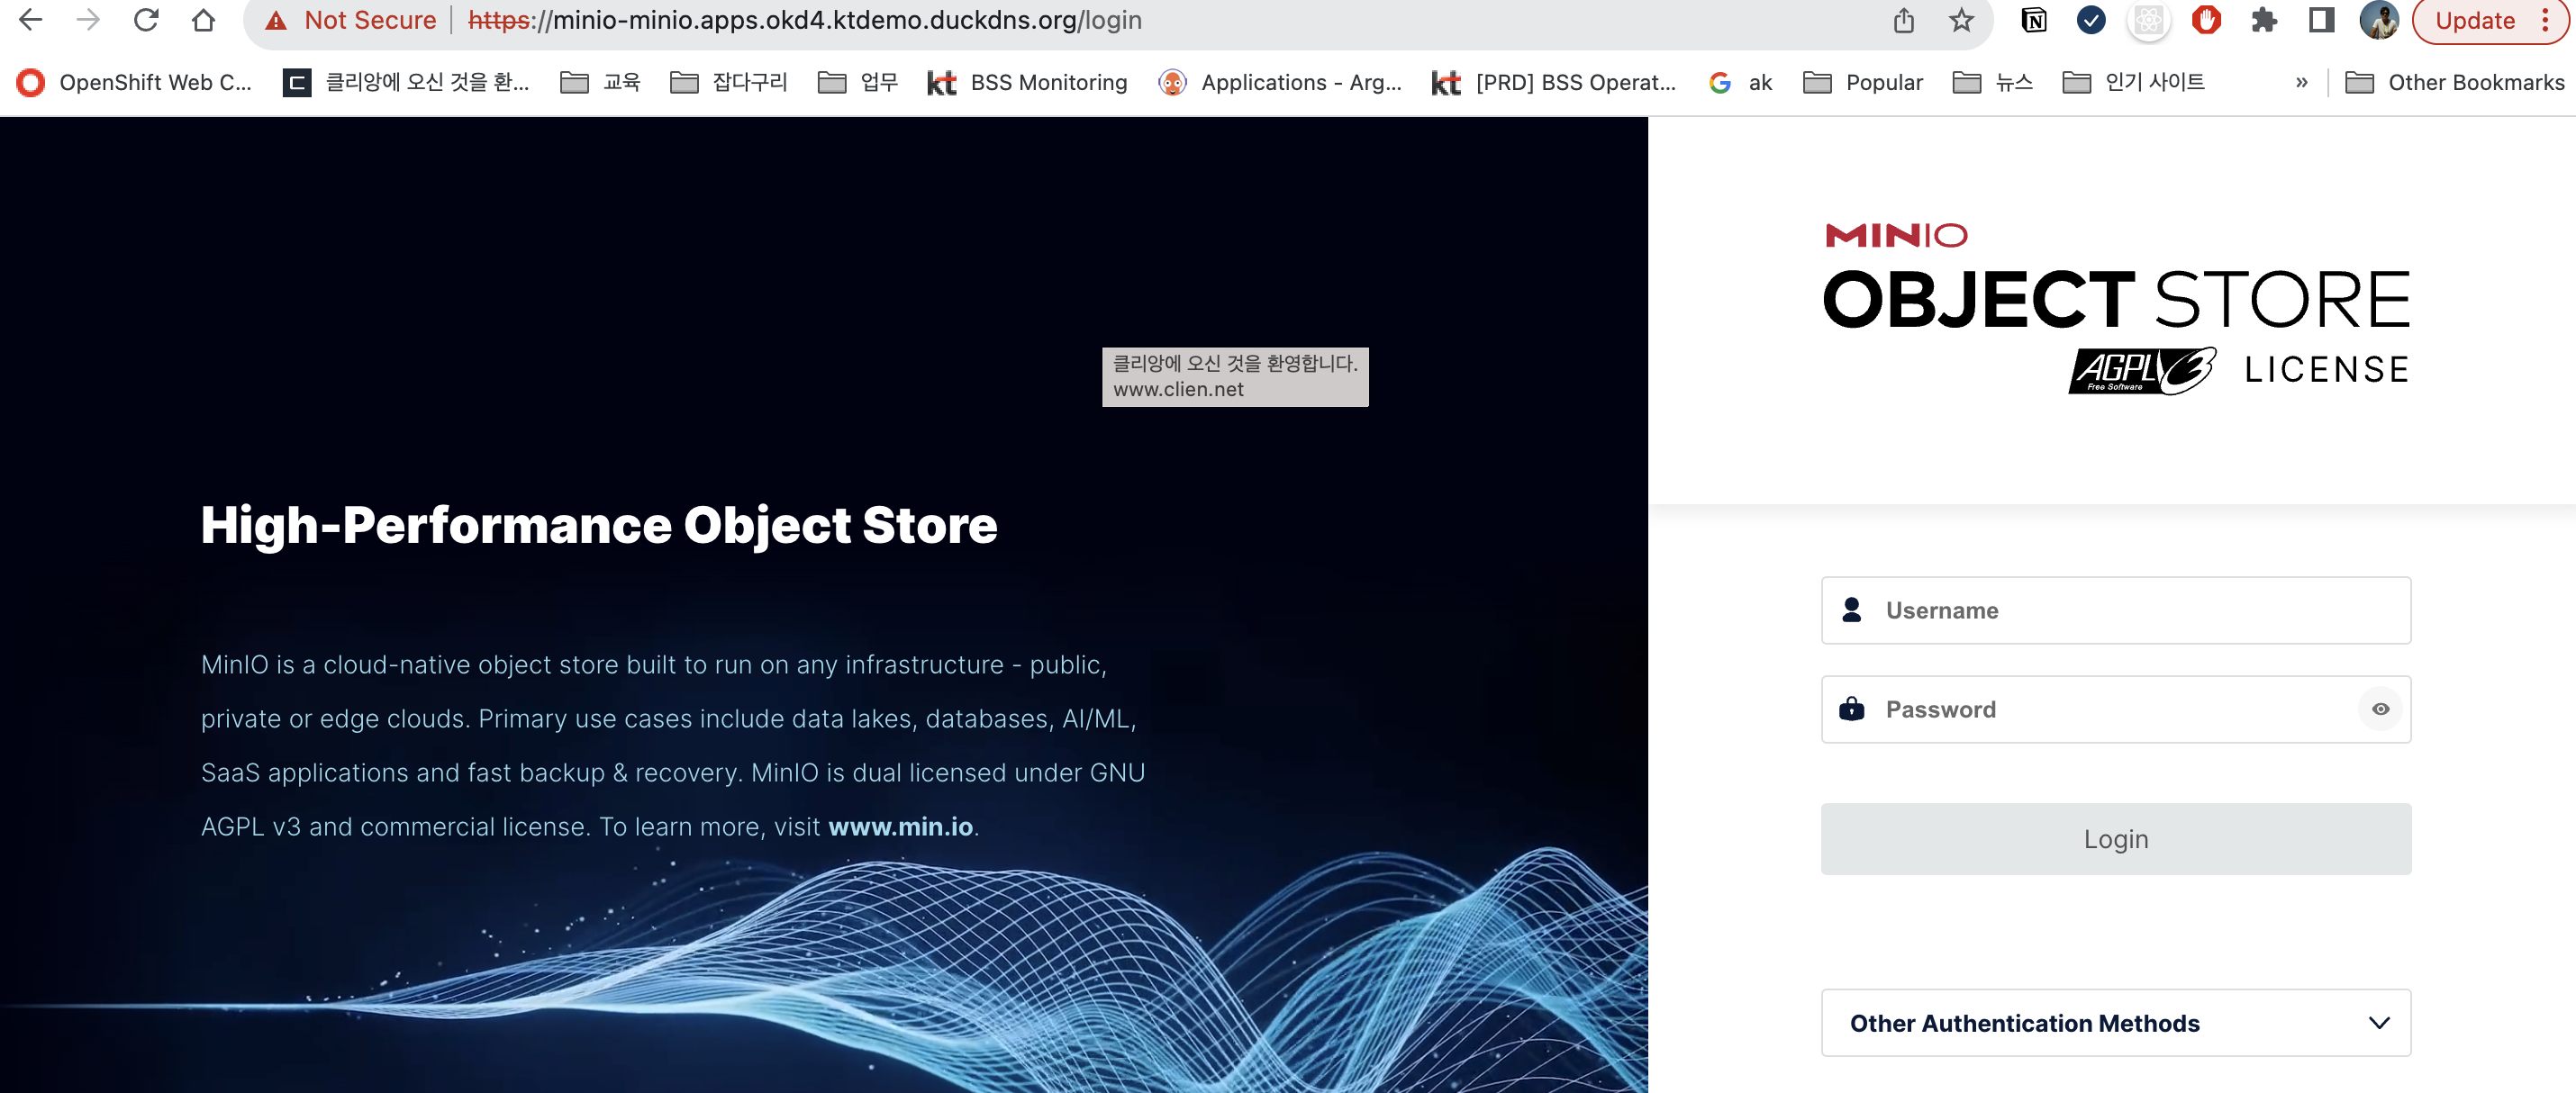 Not Secure
https://minio-minio.apps.okd4.ktdemo.duckdns.org/login
Update
OpenShift Web C...
클리앙에 오신 것을 환...
교육
잡다구리
업무
kt BSS Monitoring
Applications - Arg...
kt [PRD] BSS Operat...
ak
Popular
뉴스
인기 사이트
»
Other Bookmarks
클리앙에 오신 것을 환영합니다.
www.clien.net
High-Performance Object Store
MinIO is a cloud-native object store built to run on any infrastructure - public,
private or edge clouds. Primary use cases include data lakes, databases, AI/ML,
SaaS applications and fast backup & recovery. MinIO is dual licensed under GNU
AGPL v3 and commercial license. To learn more, visit www.min.io.
MINIO
OBJECT STORE
AGPLv3 Free Software LICENSE
Username
Password
Login
Other Authentication Methods